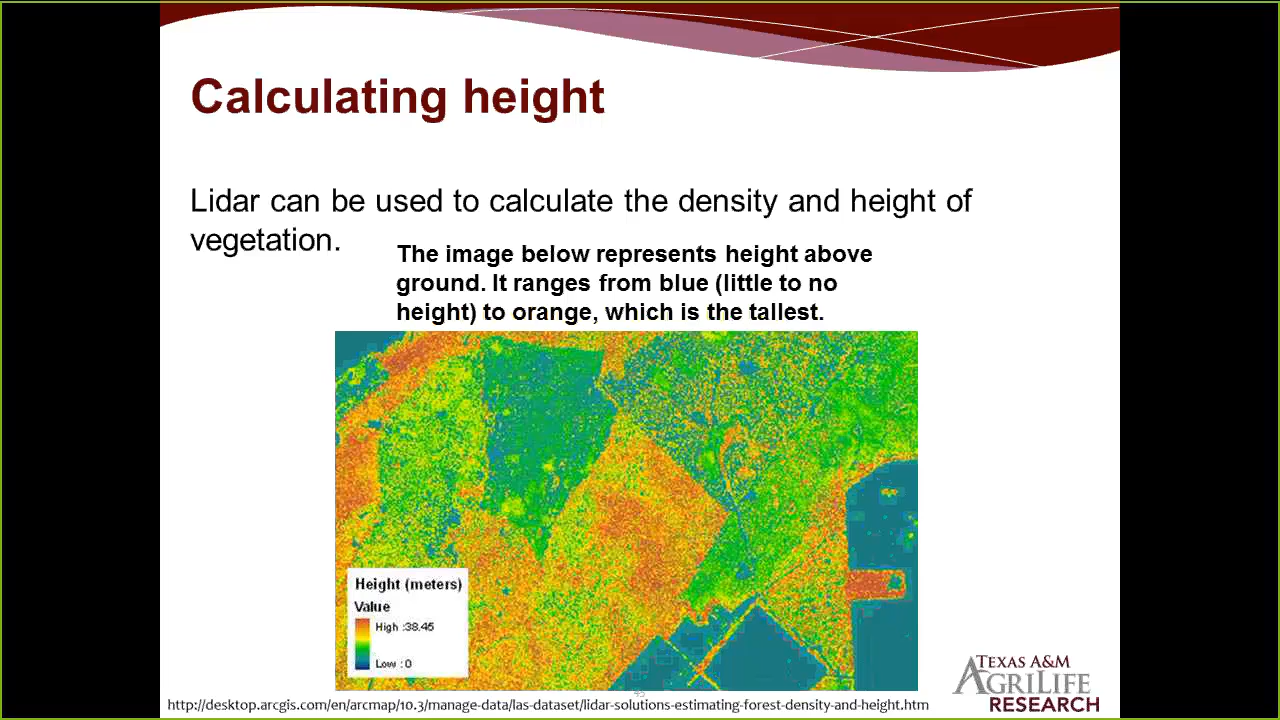 Calculating height
Lidar can be used to calculate the density and height of
vegetation.
The image below represents height above
ground. It ranges from blue (little to no
height) to orange, which is the tallest.
Height (meters)
Value
High :38.45
Low : 0
TEXAS A&M
AGRILIFE
RESEARCH
45
http://desktop.arcgis.com/en/arcmap/10.3/manage-data/las-dataset/lidar-solutions-estimating-forest-density-and-height.htm